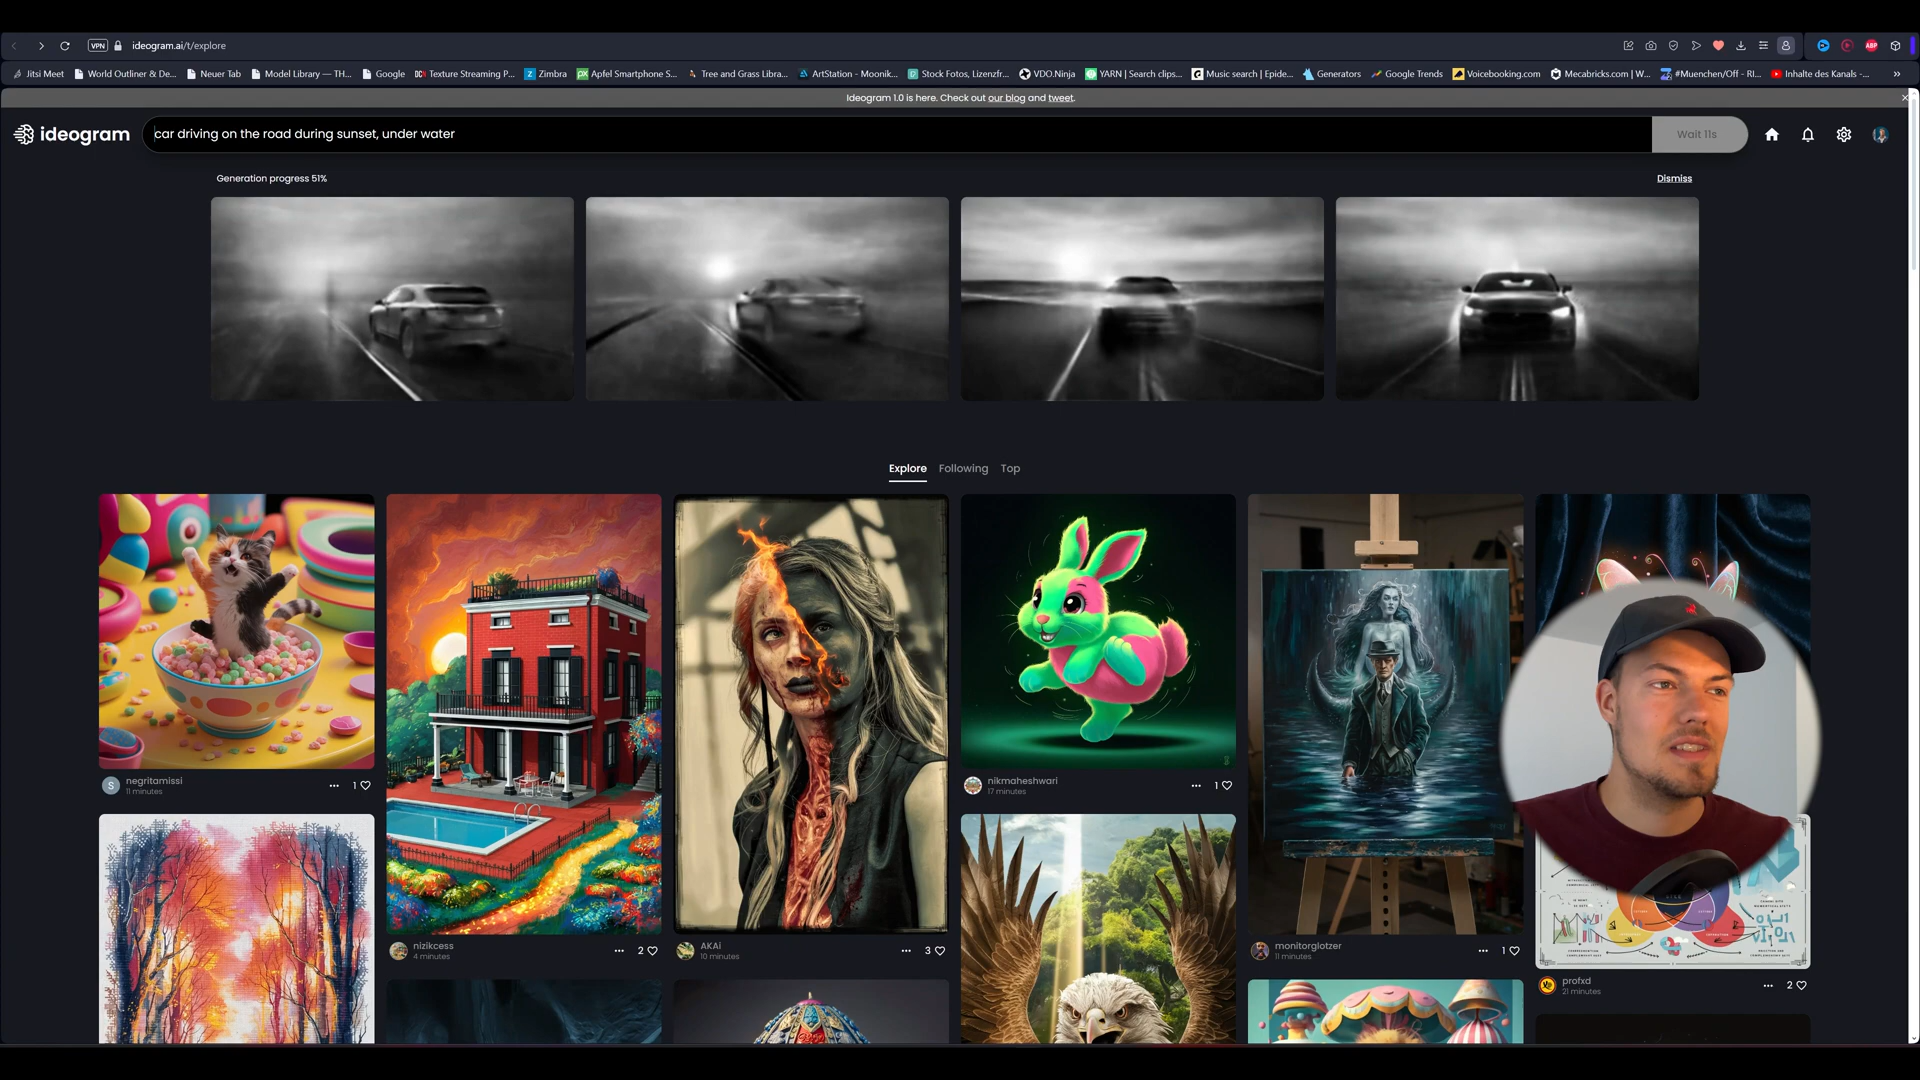 VPN
ideogram.ai/t/explore
ABP
Jitsi Meet
World Outliner & De...
Neuer Tab
Model Library — TH...
Google
Texture Streaming P...
Zimbra
Apfel Smartphone S...
Tree and Grass Libra...
ArtStation - Moonik...
Stock Fotos, Lizenzfr...
VDO.Ninja
YARN | Search clips...
Music search | Epide...
Generators
Google Trends
Voicebooking.com
Mecabricks.com | W...
#Muenchen/Off - RI...
Inhalte des Kanals -...
Ideogram 1.0 is here. Check out our blog and tweet.
ideogram
car driving on the road during sunset, under water
Wait 11s
Generation progress 51%
Dismiss
Explore
Following
Top
S
negritamissi
11 minutes
1
nikmaheshwari
17 minutes
1
nizikcess
4 minutes
2
AKAi
10 minutes
3
monitorglotzer
11 minutes
1
profxd
21 minutes
2